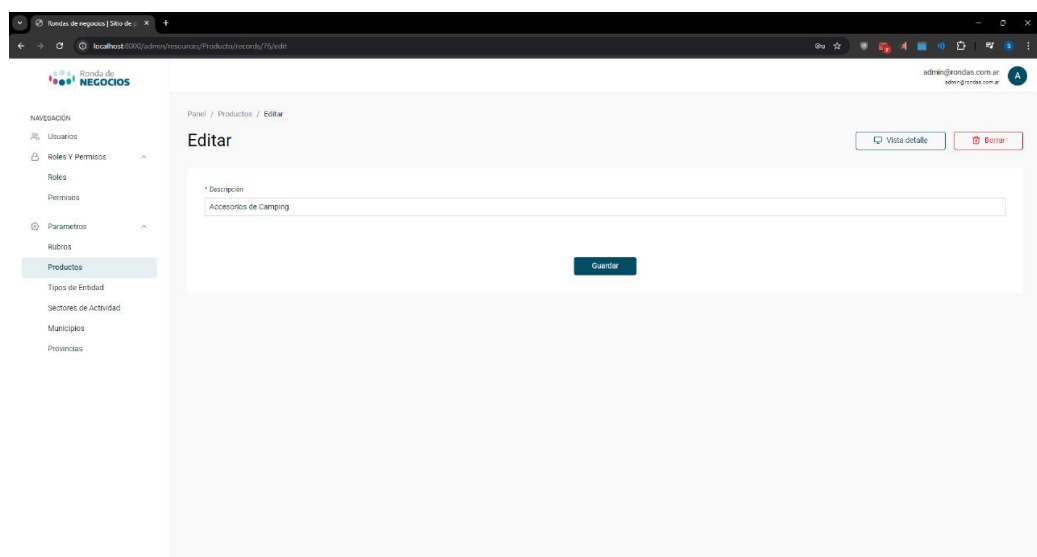 Rondas de negocios | Sitio de p
localhost:6000/admin/resources/Producto/records/76/edit
Ronda de
NEGOCIOS
admin@rondas.com.ar
admin@rondas.com.ar
A
NAVEGACIÓN
Usuarios
Roles Y Permisos
Roles
Permisos
Parametros
Rubros
Productos
Tipos de Entidad
Sectores de Actividad
Municipios
Provincias
Panel / Productos / Editar
Editar
Vista detalle
Borrar
* Descripción
Accesorios de Camping
Guardar